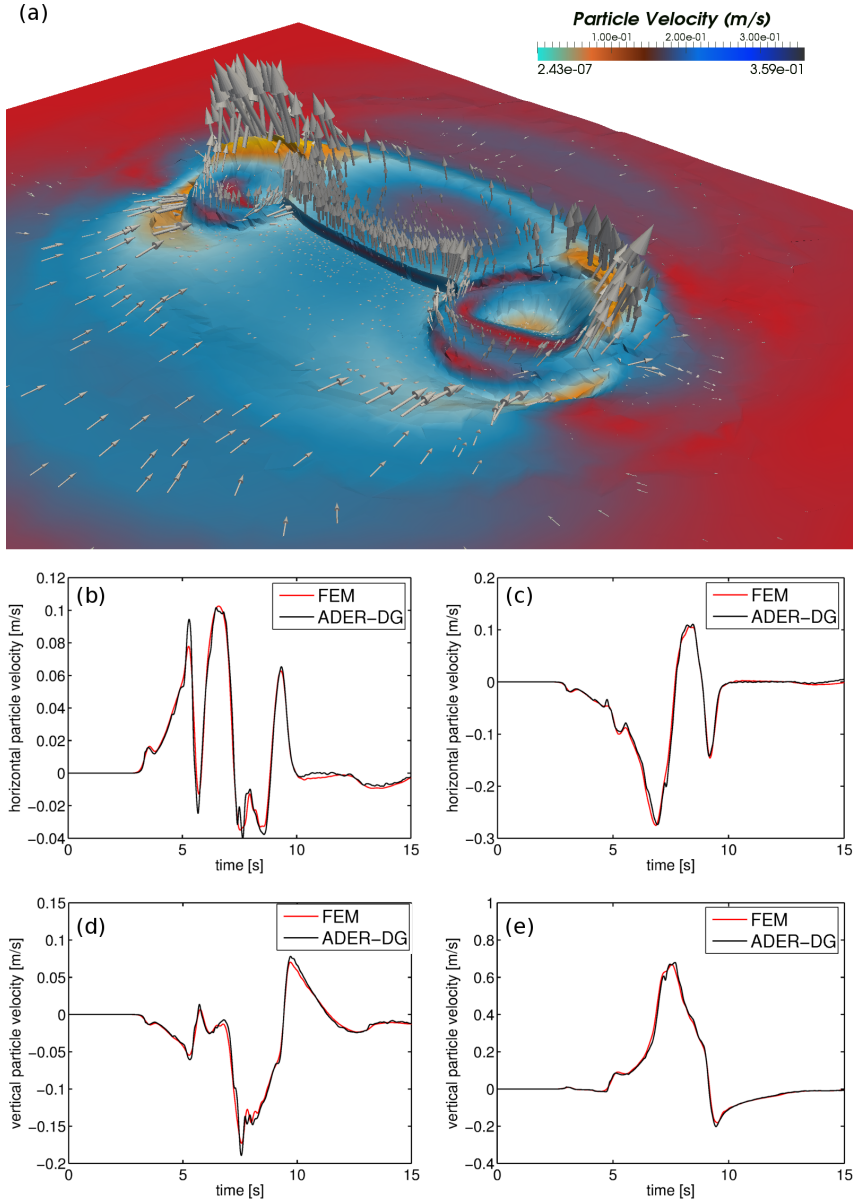 (a)
Particle Velocity (m/s)
1.00e-01 2.00e-01 3.00e-01
2.43e-07 3.59e-01
(b)
FEM
ADER-DG
horizontal particle velocity [m/s]
0.12
0.1
0.08
0.06
0.04
0.02
0
−0.02
−0.04
0 5 10 15
time [s]
(c)
FEM
ADER-DG
horizontal particle velocity [m/s]
0.2
0.1
0
−0.1
−0.2
−0.3
0 5 10 15
time [s]
(d)
FEM
ADER-DG
vertical particle velocity [m/s]
0.15
0.1
0.05
0
−0.05
−0.1
−0.15
−0.2
0 5 10 15
time [s]
(e)
FEM
ADER-DG
vertical particle velocity [m/s]
1
0.8
0.6
0.4
0.2
0
−0.2
−0.4
0 5 10 15
time [s]